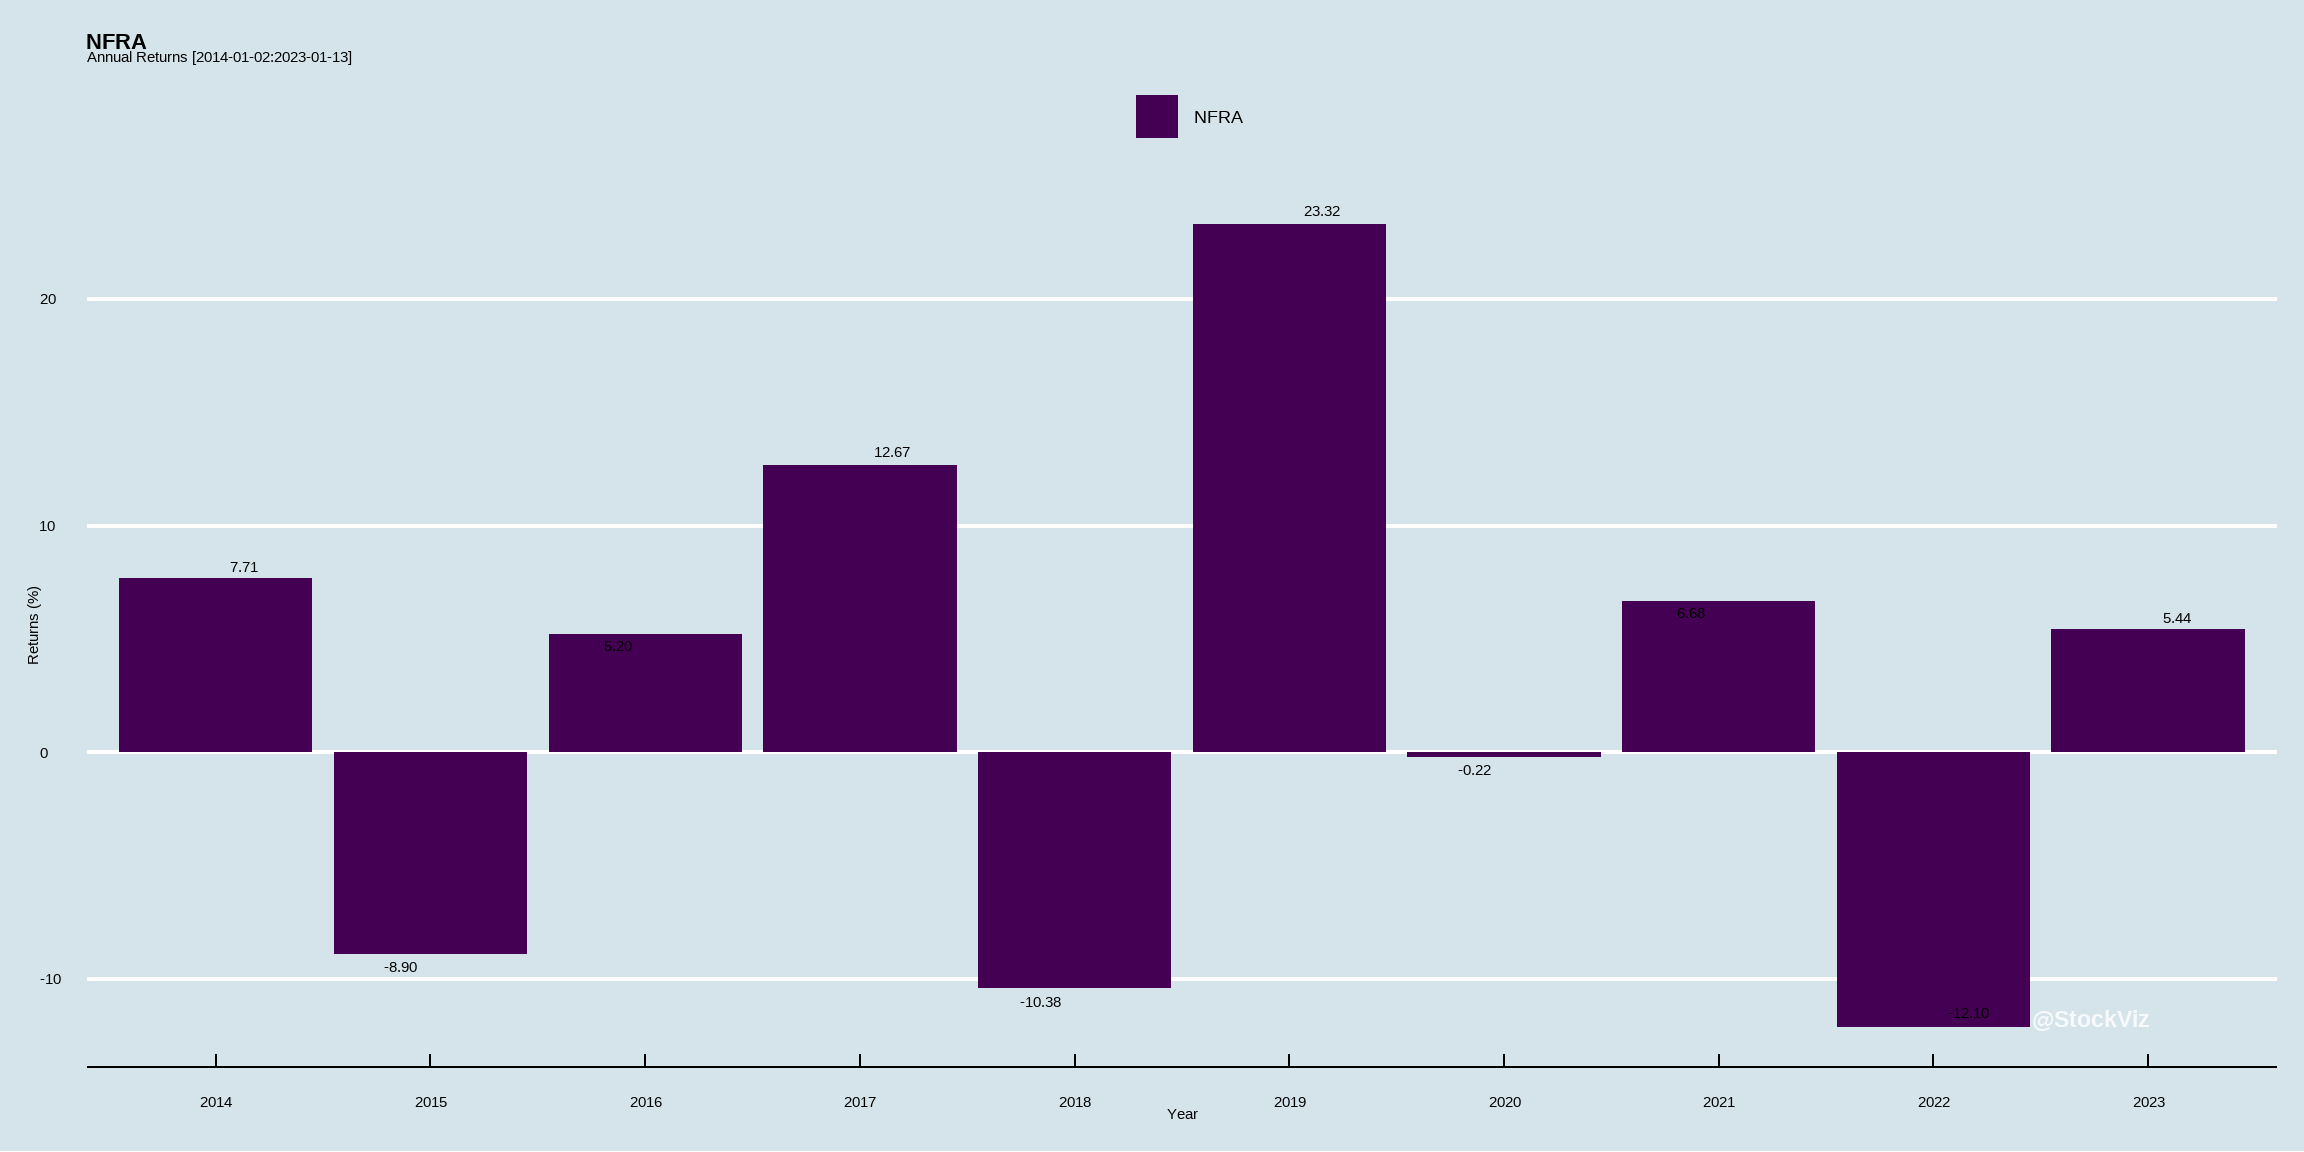 NFRA
Annual Returns [2014-01-02:2023-01-13]
NFRA
23.32
20
12.67
10
7.71
6.68
5.44
5.20
Returns (%)
0
-0.22
-8.90
-10
-10.38
-12.10
@StockViz
2014 2015 2016 2017 2018 2019 2020 2021 2022 2023
Year